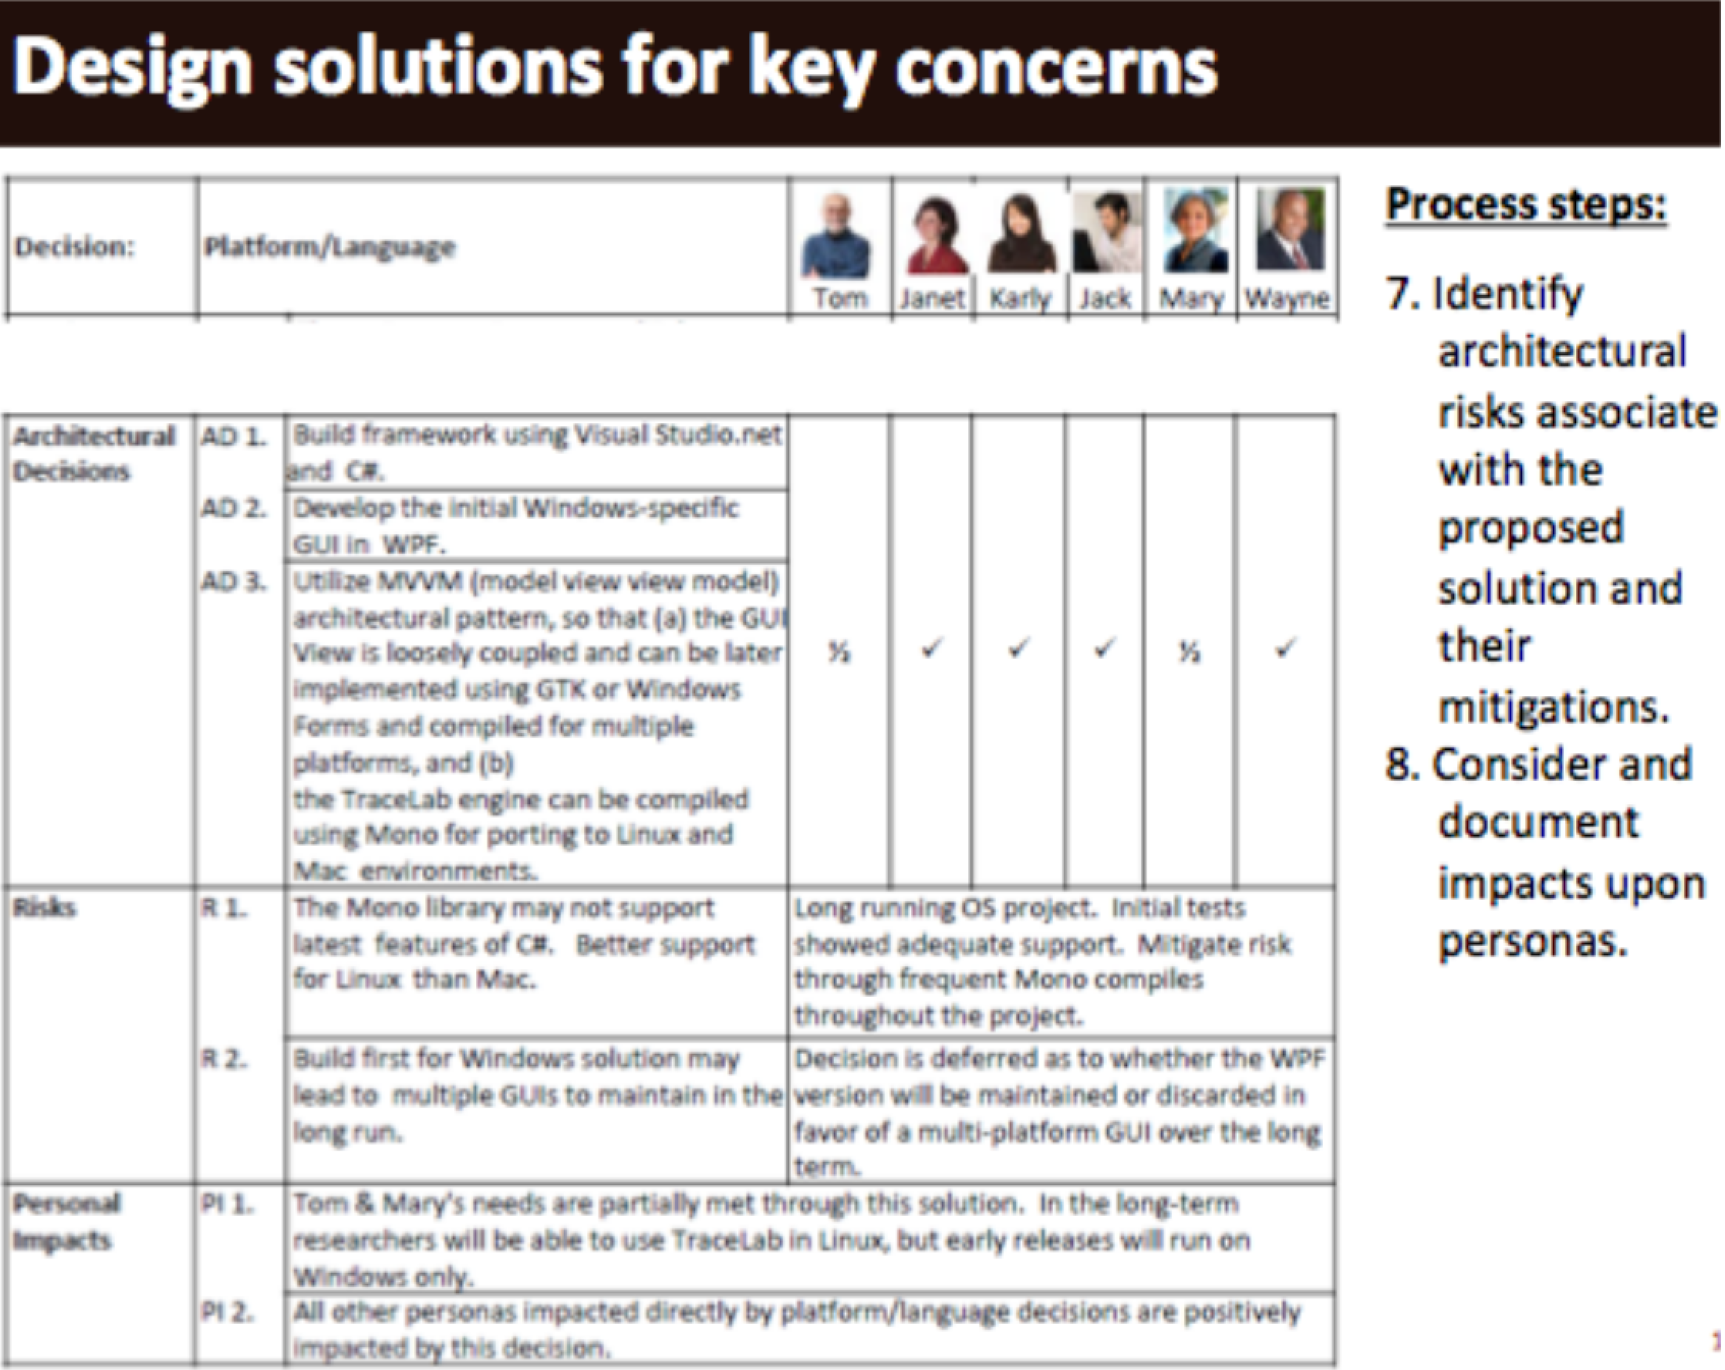 Design solutions for key concerns
Decision:
Platform/Language
Tom
Janet
Karly
Jack
Mary
Wayne
Architectural
Decisions
AD 1.
Build framework using Visual Studio.net
and C#.
AD 2.
Develop the initial Windows-specific
GUI in WPF.
AD 3.
Utilize MVVM (model view view model)
architectural pattern, so that (a) the GUI
View is loosely coupled and can be later
implemented using GTK or Windows
Forms and compiled for multiple
platforms, and (b)
the TraceLab engine can be compiled
using Mono for porting to Linux and
Mac environments.
½ ✓ ✓ ✓ ½ ✓
Risks
R 1.
The Mono library may not support
latest features of C#. Better support
for Linux than Mac.
Long running OS project. Initial tests
showed adequate support. Mitigate risk
through frequent Mono compiles
throughout the project.
R 2.
Build first for Windows solution may
lead to multiple GUIs to maintain in the
long run.
Decision is deferred as to whether the WPF
version will be maintained or discarded in
favor of a multi-platform GUI over the long
term.
Personal
Impacts
PI 1.
Tom & Mary's needs are partially met through this solution. In the long-term
researchers will be able to use TraceLab in Linux, but early releases will run on
Windows only.
PI 2.
All other personas impacted directly by platform/language decisions are positively
impacted by this decision.
Process steps:
7. Identify
architectural
risks associate
with the
proposed
solution and
their
mitigations.
8. Consider and
document
impacts upon
personas.
1